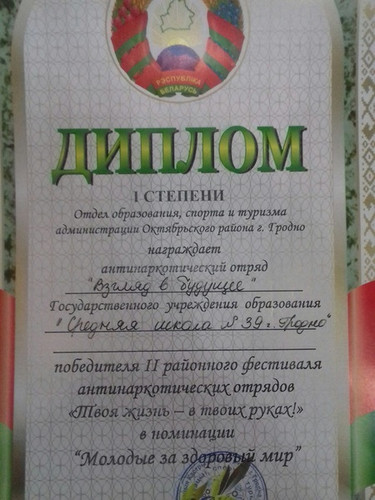 РЭСПУБЛІКА
БЕЛАРУСЬ
ДИПЛОМ
I СТЕПЕНИ
Отдел образования, спорта и туризма
администрации Октябрьского района г. Гродно
награждает
антинаркотический отряд
"Взгляд в будущее"
Государственного учреждения образования
"Средняя школа №39 г. Гродно"
победителя II районного фестиваля
антинаркотических отрядов
«Твоя жизнь – в твоих руках!»
в номинации
"Молодые за здоровый мир"